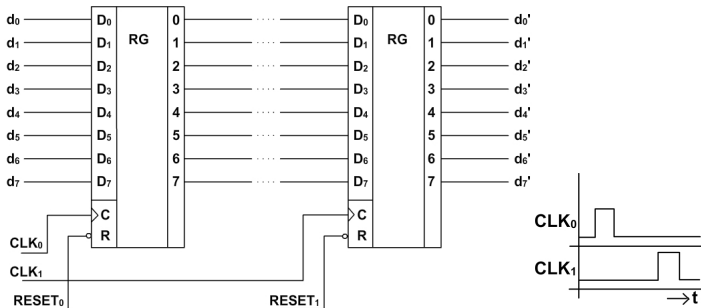 d₀ D₀ RG 0 D₀ RG 0 d₀'
d₁ D₁ 1 D₁ 1 d₁'
d₂ D₂ 2 D₂ 2 d₂'
d₃ D₃ 3 D₃ 3 d₃'
d₄ D₄ 4 D₄ 4 d₄'
d₅ D₅ 5 D₅ 5 d₅'
d₆ D₆ 6 D₆ 6 d₆'
d₇ D₇ 7 D₇ 7 d₇'
C C
R R
CLK₀
CLK₁
RESET₀ RESET₁
CLK₀
CLK₁
t